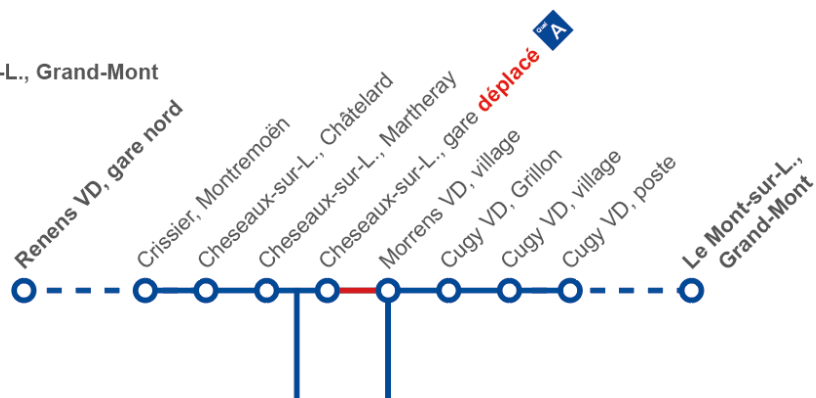 -L., Grand-Mont
Renens VD, gare nord
Crissier, Montremoën
Cheseaux-sur-L., Châtelard
Cheseaux-sur-L., Martheray
Cheseaux-sur-L., gare déplacé
Quai A
Morrens VD, village
Cugy VD, Grillon
Cugy VD, village
Cugy VD, poste
Le Mont-sur-L.,
Grand-Mont